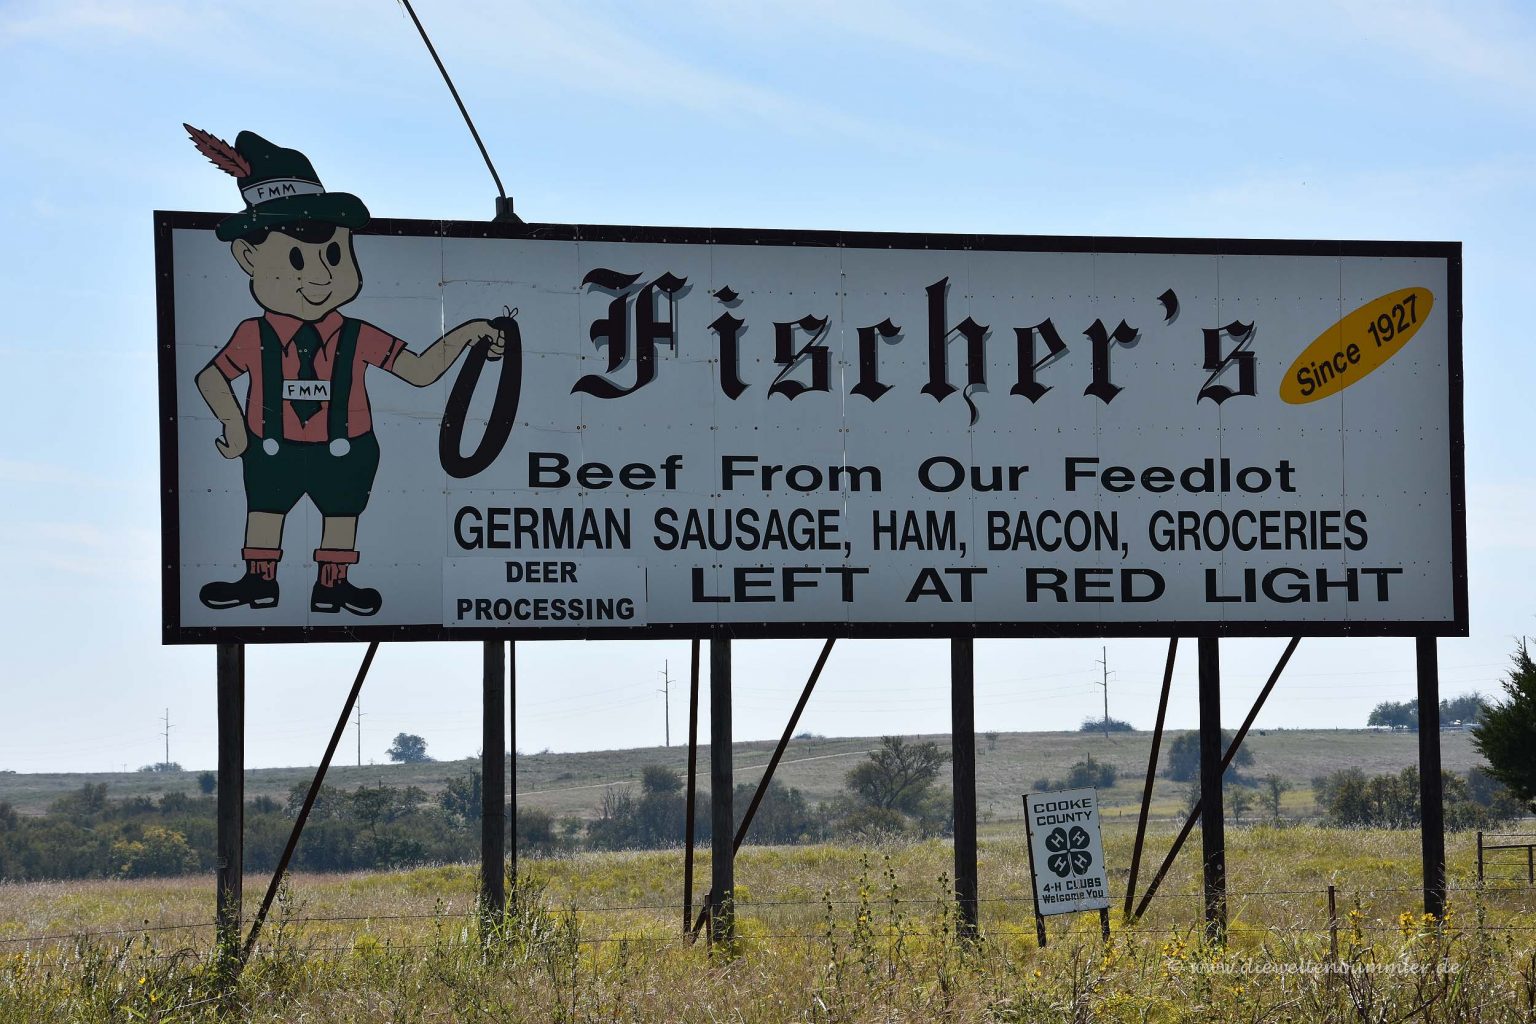 FMM
FMM
Fischer's
Since 1927
Beef From Our Feedlot
GERMAN SAUSAGE, HAM, BACON, GROCERIES
DEER
PROCESSING
LEFT AT RED LIGHT
COOKE
COUNTY
H H
H H
4-H CLUBS
Welcome You
© www.dieweltenbummler.de